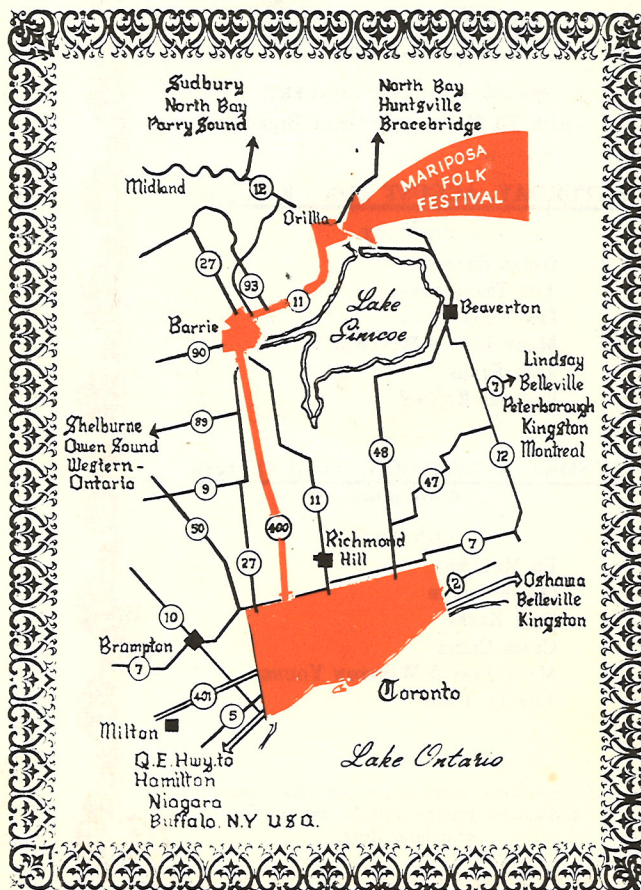 Sudbury
North Bay
Parry Sound
North Bay
Huntsville
Bracebridge
MARIPOSA
FOLK
FESTIVAL
12
Midland
Orillia
27
93
11
Lake
Simcoe
Beaverton
Barrie
90
7
Lindsay
Belleville
Peterborough
Kingston
Montreal
Shelburne
Owen Sound
Western-
Ontario
89
48
12
9
47
50
11
400
27
Richmond
Hill
7
2
Oshawa
Belleville
Kingston
10
Brampton
7
401
5
Toronto
Milton
Lake Ontario
Q.E. Hwy. to
Hamilton
Niagara
Buffalo. N.Y U.S.A.